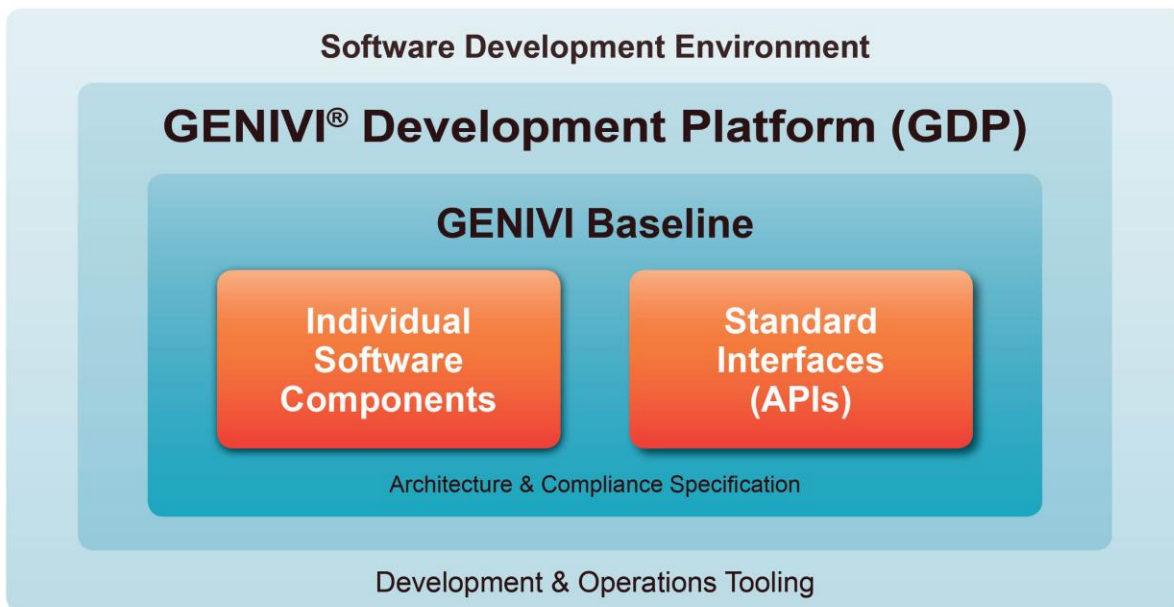 Software Development Environment
GENIVI® Development Platform (GDP)
GENIVI Baseline
Individual
Software
Components
Standard
Interfaces
(APIs)
Architecture & Compliance Specification
Development & Operations Tooling